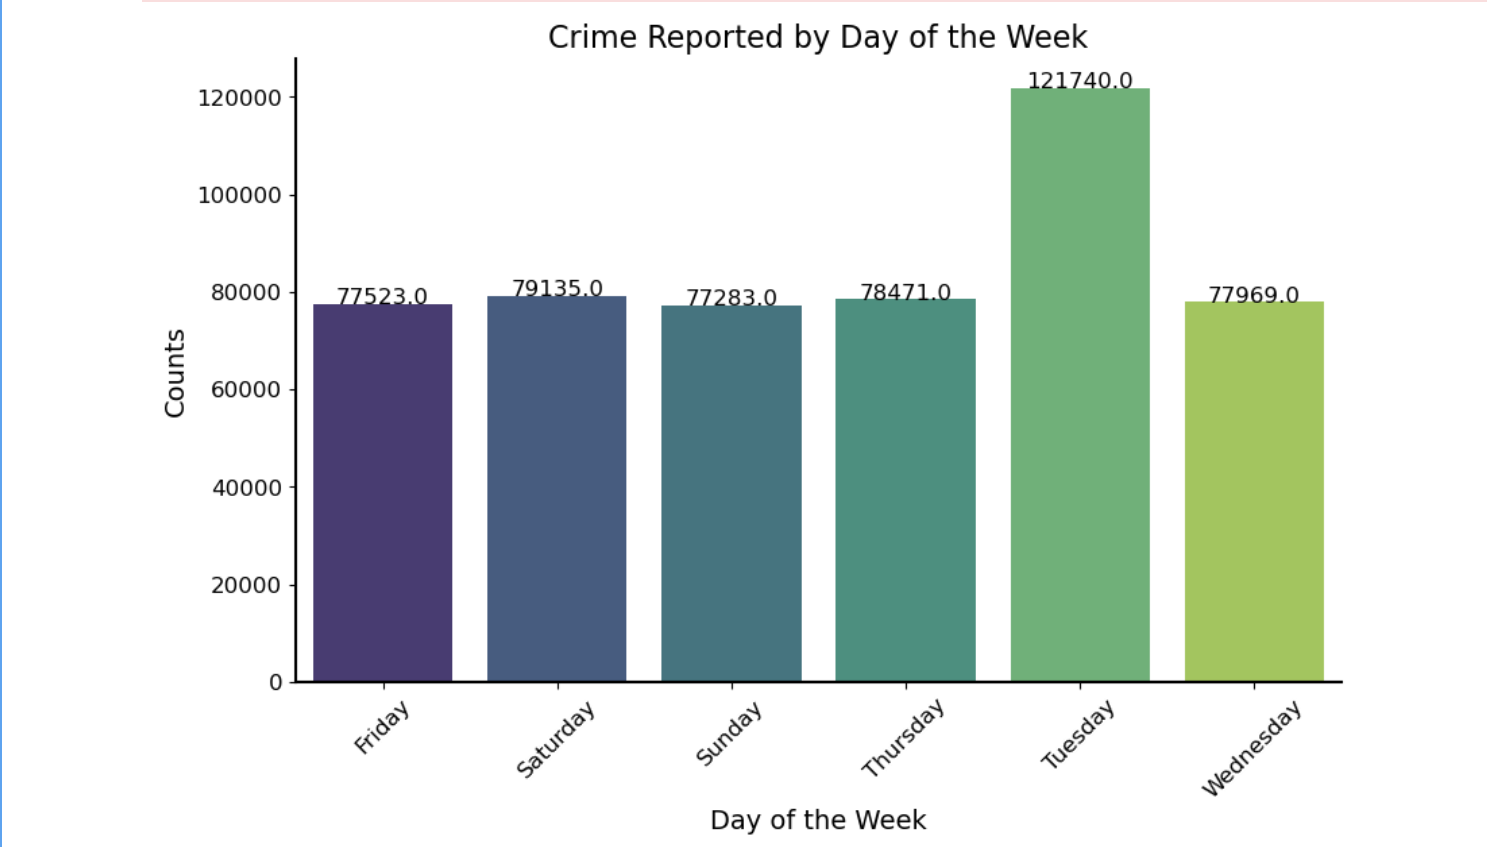 Crime Reported by Day of the Week
121740.0
120000
100000
80000
77523.0
79135.0
77283.0
78471.0
77969.0
60000
40000
20000
0
Counts
Friday
Saturday
Sunday
Thursday
Tuesday
Wednesday
Day of the Week